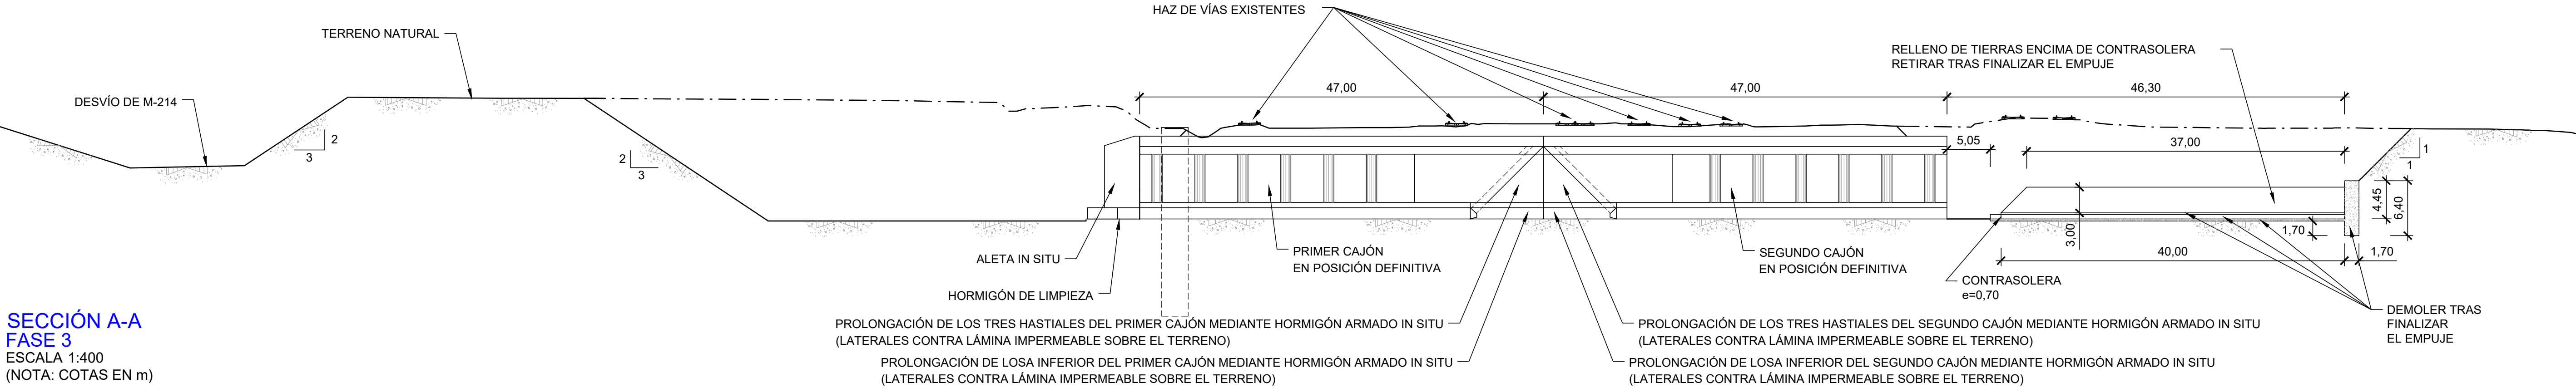 HAZ DE VÍAS EXISTENTES
TERRENO NATURAL
RELLENO DE TIERRAS ENCIMA DE CONTRASOLERA
RETIRAR TRAS FINALIZAR EL EMPUJE
DESVÍO DE M-214
47,00
47,00
46,30
2
3
2
3
5,05
37,00
1
1
4,45
6,40
3,00
1,70
40,00
1,70
ALETA IN SITU
PRIMER CAJÓN
EN POSICIÓN DEFINITIVA
SEGUNDO CAJÓN
EN POSICIÓN DEFINITIVA
HORMIGÓN DE LIMPIEZA
CONTRASOLERA
e=0,70
DEMOLER TRAS
FINALIZAR
EL EMPUJE
PROLONGACIÓN DE LOS TRES HASTIALES DEL PRIMER CAJÓN MEDIANTE HORMIGÓN ARMADO IN SITU
(LATERALES CONTRA LÁMINA IMPERMEABLE SOBRE EL TERRENO)
PROLONGACIÓN DE LOSA INFERIOR DEL PRIMER CAJÓN MEDIANTE HORMIGÓN ARMADO IN SITU
(LATERALES CONTRA LÁMINA IMPERMEABLE SOBRE EL TERRENO)
PROLONGACIÓN DE LOS TRES HASTIALES DEL SEGUNDO CAJÓN MEDIANTE HORMIGÓN ARMADO IN SITU
(LATERALES CONTRA LÁMINA IMPERMEABLE SOBRE EL TERRENO)
PROLONGACIÓN DE LOSA INFERIOR DEL SEGUNDO CAJÓN MEDIANTE HORMIGÓN ARMADO IN SITU
(LATERALES CONTRA LÁMINA IMPERMEABLE SOBRE EL TERRENO)
SECCIÓN A-A
FASE 3
ESCALA 1:400
(NOTA: COTAS EN m)